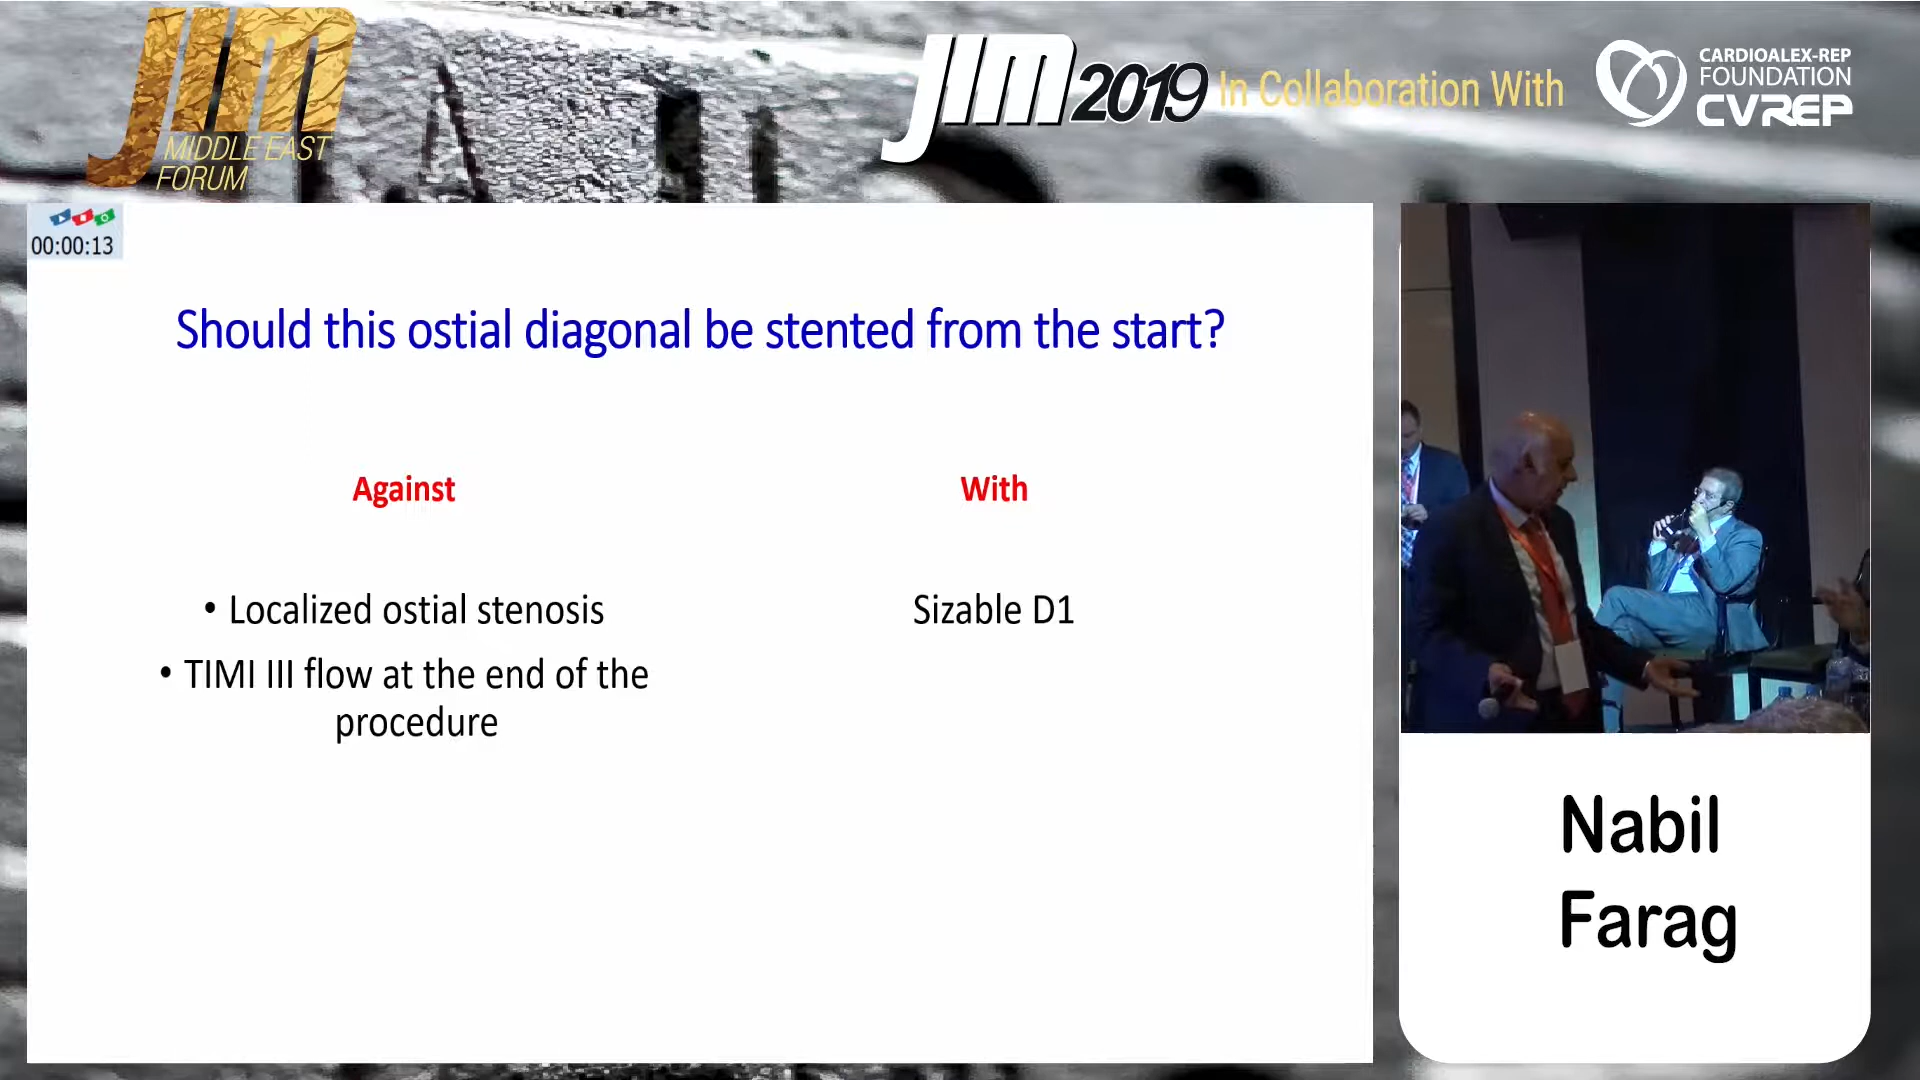 JIM
MIDDLE EAST
FORUM
JIM 2019 In Collaboration With
CARDIOALEX-REP
FOUNDATION
CVREP
00:00:13
Should this ostial diagonal be stented from the start?
Against
• Localized ostial stenosis
• TIMI III flow at the end of the
procedure
With
Sizable D1
Nabil
Farag